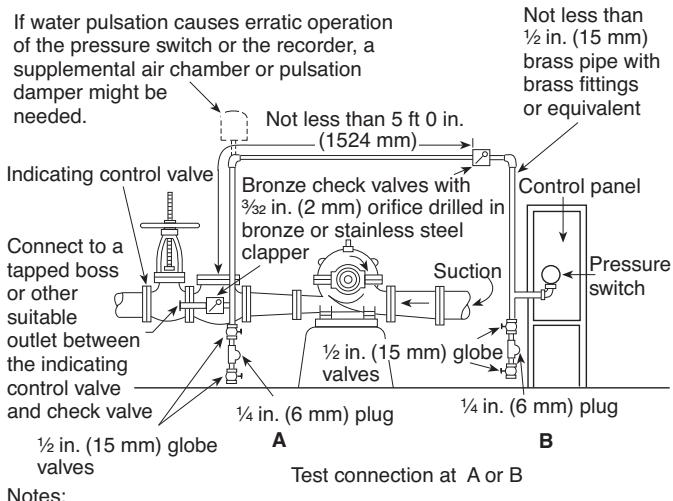 If water pulsation causes erratic operation
of the pressure switch or the recorder, a
supplemental air chamber or pulsation
damper might be
needed.
Not less than
½ in. (15 mm)
brass pipe with
brass fittings
or equivalent
Not less than 5 ft 0 in.
(1524 mm)
Indicating control valve
Bronze check valves with
³⁄₃₂ in. (2 mm) orifice drilled in
bronze or stainless steel
clapper
Control panel
Connect to a
tapped boss
or other
suitable
outlet between
the indicating
control valve
and check valve
Suction
Pressure
switch
½ in. (15 mm) globe
valves
¼ in. (6 mm) plug
¼ in. (6 mm) plug
½ in. (15 mm) globe
valves
A
B
Test connection at A or B
Notes: